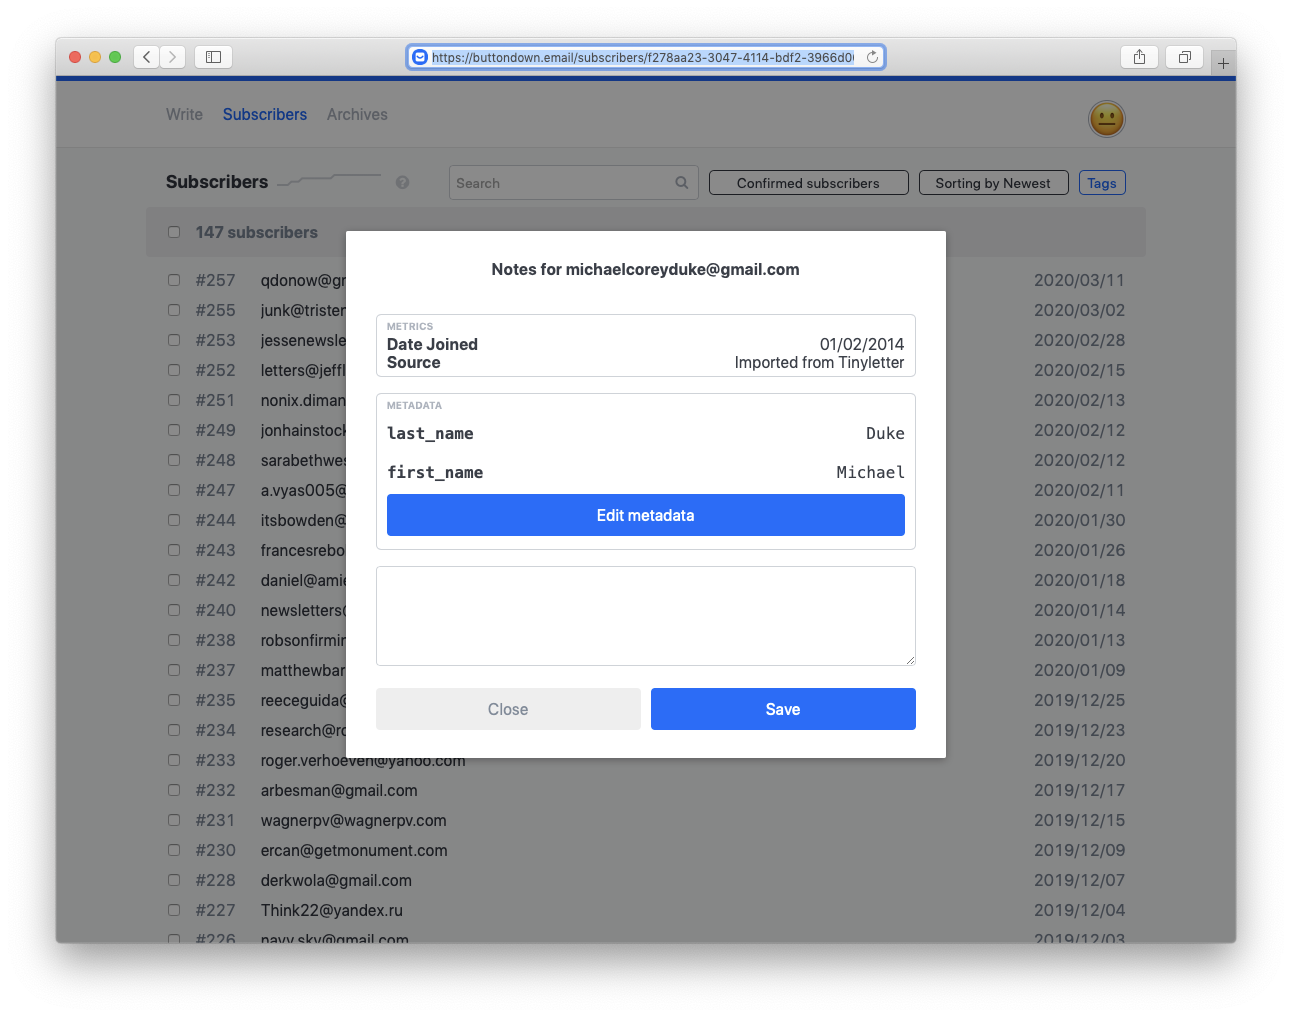 https://buttondown.email/subscribers/f278aa23-3047-4114-bdf2-3966d0
Write Subscribers Archives
Subscribers ? Search Confirmed subscribers Sorting by Newest Tags
147 subscribers
Notes for michaelcoreyduke@gmail.com
METRICS
Date Joined 01/02/2014
Source Imported from Tinyletter
METADATA
last_name Duke
first_name Michael
Edit metadata
Close Save
#257 qdonow@g 2020/03/11
#255 junk@trister 2020/03/02
#253 jessenewsle 2020/02/28
#252 letters@jeffl 2020/02/15
#251 nonix.diman 2020/02/13
#249 jonhainstock 2020/02/12
#248 sarabethwes 2020/02/12
#247 a.vyas005@ 2020/02/11
#244 itsbowden@ 2020/01/30
#243 francesrebo 2020/01/26
#242 daniel@amie 2020/01/18
#240 newsletters@ 2020/01/14
#238 robsonfirmir 2020/01/13
#237 matthewbar 2020/01/09
#235 reeceguida@ 2019/12/25
#234 research@ro 2019/12/23
#233 roger.verhoeven@yahoo.com 2019/12/20
#232 arbesman@gmail.com 2019/12/17
#231 wagnerpv@wagnerpv.com 2019/12/15
#230 ercan@getmonument.com 2019/12/09
#228 derkwola@gmail.com 2019/12/07
#227 Think22@yandex.ru 2019/12/04
#226 navy.sky@gmail.com 2019/12/03